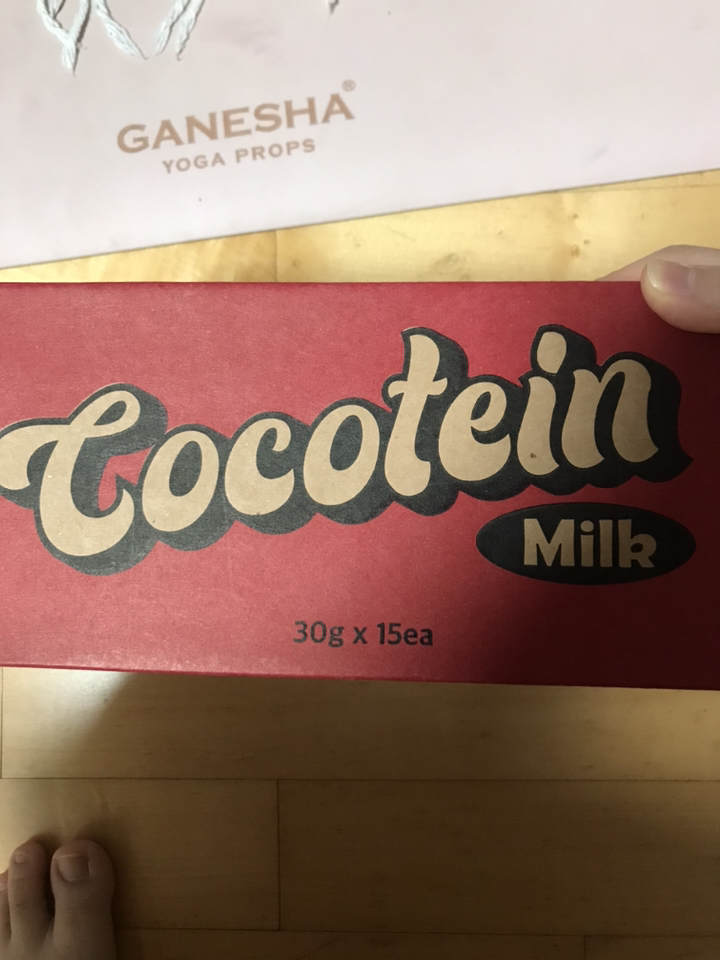 GANESHA®
YOGA PROPS
Cocotein
Milk
30g x 15ea